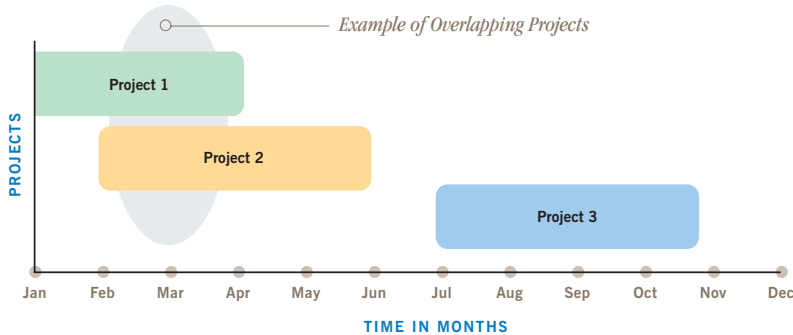 Example of Overlapping Projects
Project 1
Project 2
Project 3
PROJECTS
Jan Feb Mar Apr May Jun Jul Aug Sep Oct Nov Dec
TIME IN MONTHS